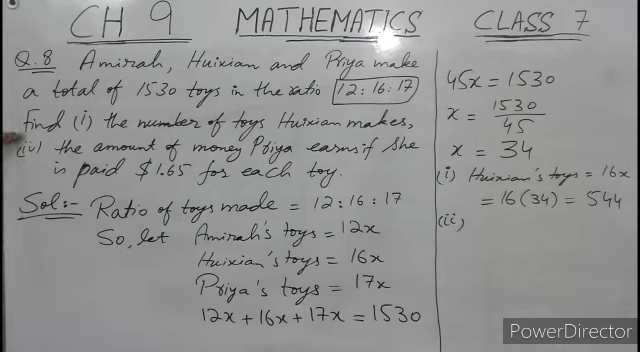 CH 9 MATHEMATICS CLASS 7
Q.8 Amirah, Huixian and Priya make
a total of 1530 toys in the ratio 12:16:17
find (i) the number of toys Huixian makes,
(ii) the amount of money Priya earns if she
is paid $1.65 for each toy.
Sol:- Ratio of toys made = 12:16:17
So, let Amirah's toys = 12x
Huixian's toys = 16x
Priya's toys = 17x
12x + 16x + 17x = 1530
45x = 1530
x = 1530
45
x = 34
(i) Huixian's toys = 16x
= 16(34) = 544
(ii)
PowerDirector